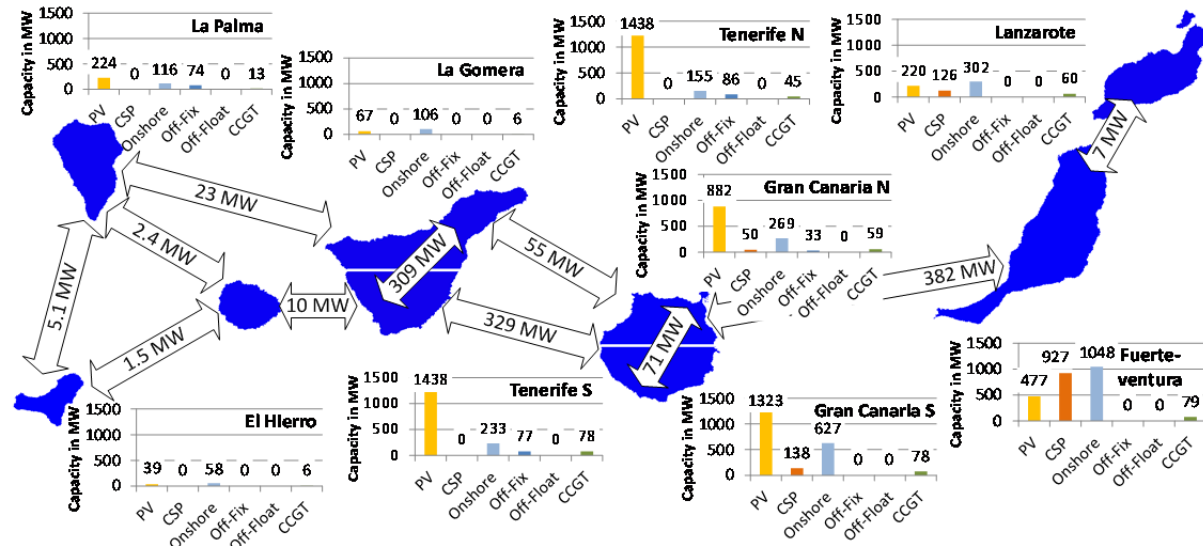 La Palma
Capacity in MW
1500
1000
500
0
224 0 116 74 0 13
PV CSP Onshore Off-Fix Off-Float CCGT
La Gomera
Capacity in MW
1500
1000
500
0
67 0 106 0 0 6
PV CSP Onshore Off-Fix Off-Float CCGT
Tenerife N
Capacity in MW
1500
1000
500
0
1438 0 155 86 0 45
PV CSP Onshore Off-Fix Off-Float CCGT
Lanzarote
Capacity in MW
1500
1000
500
0
220 126 302 0 0 60
PV CSP Onshore Off-Fix Off-Float CCGT
Gran Canaria N
Capacity in MW
1500
1000
500
0
882 50 269 33 0 59
PV CSP Onshore Off-Fix Off-Float CCGT
7 MW
23 MW
2.4 MW
5.1 MW
1.5 MW
10 MW
309 MW
55 MW
329 MW
71 MW
382 MW
El Hierro
Capacity in MW
1500
1000
500
0
39 0 58 0 0 6
PV CSP Onshore Off-Fix Off-Float CCGT
Tenerife S
Capacity in MW
1500
1000
500
0
1438 0 233 77 0 78
PV CSP Onshore Off-Fix Off-Float CCGT
Gran Canaria S
Capacity in MW
1500
1000
500
0
1323 138 627 0 0 78
PV CSP Onshore Off-Fix Off-Float CCGT
Fuerte-
ventura
Capacity in MW
1500
1000
500
0
477 927 1048 0 0 79
PV CSP Onshore Off-Fix Off-Float CCGT